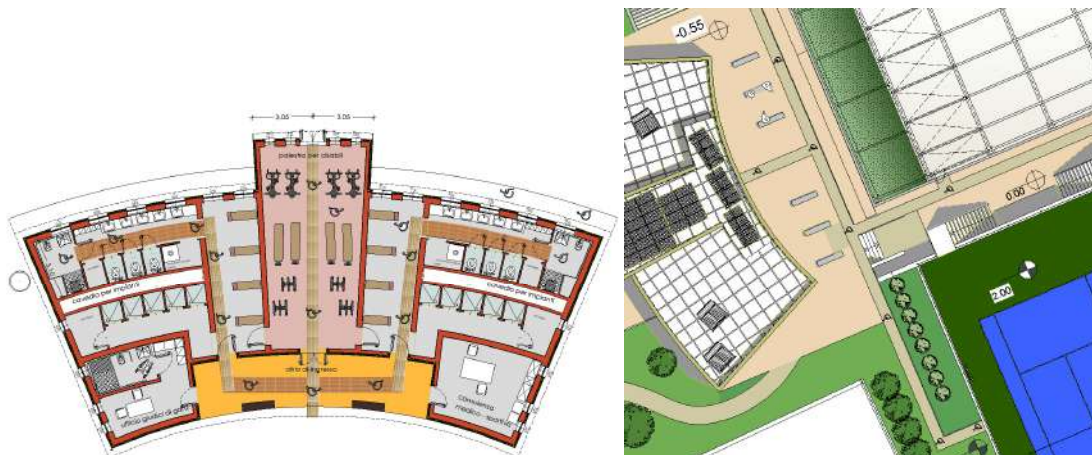 3.05
3.05
palestra per disabili
cavedio per impianti
cavedio per impianti
atrio di ingresso
ufficio giudici di gara
consulenza
medico - sportiva
-0.55
0.00
2.00